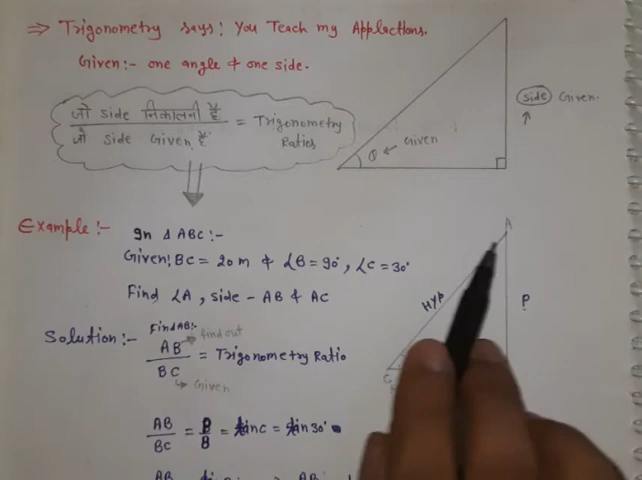 ⇒ Trigonometry says: You Teach my Applications.
Given:- one angle & one side.
जो side निकालनी है
जो side Given है
= Trigonometry Ratios
side Given.
θ ← Given
Example:- In Δ ABC:-
Given: BC = 20 m & ∠B = 90°, ∠C = 30°
Find ∠A, side - AB & AC
Solution:- Find AB:-
AB → find out
BC → Given
= Trigonometry Ratio
A
HYP
P
C
AB/BC = P/B = tan C = tan 30°